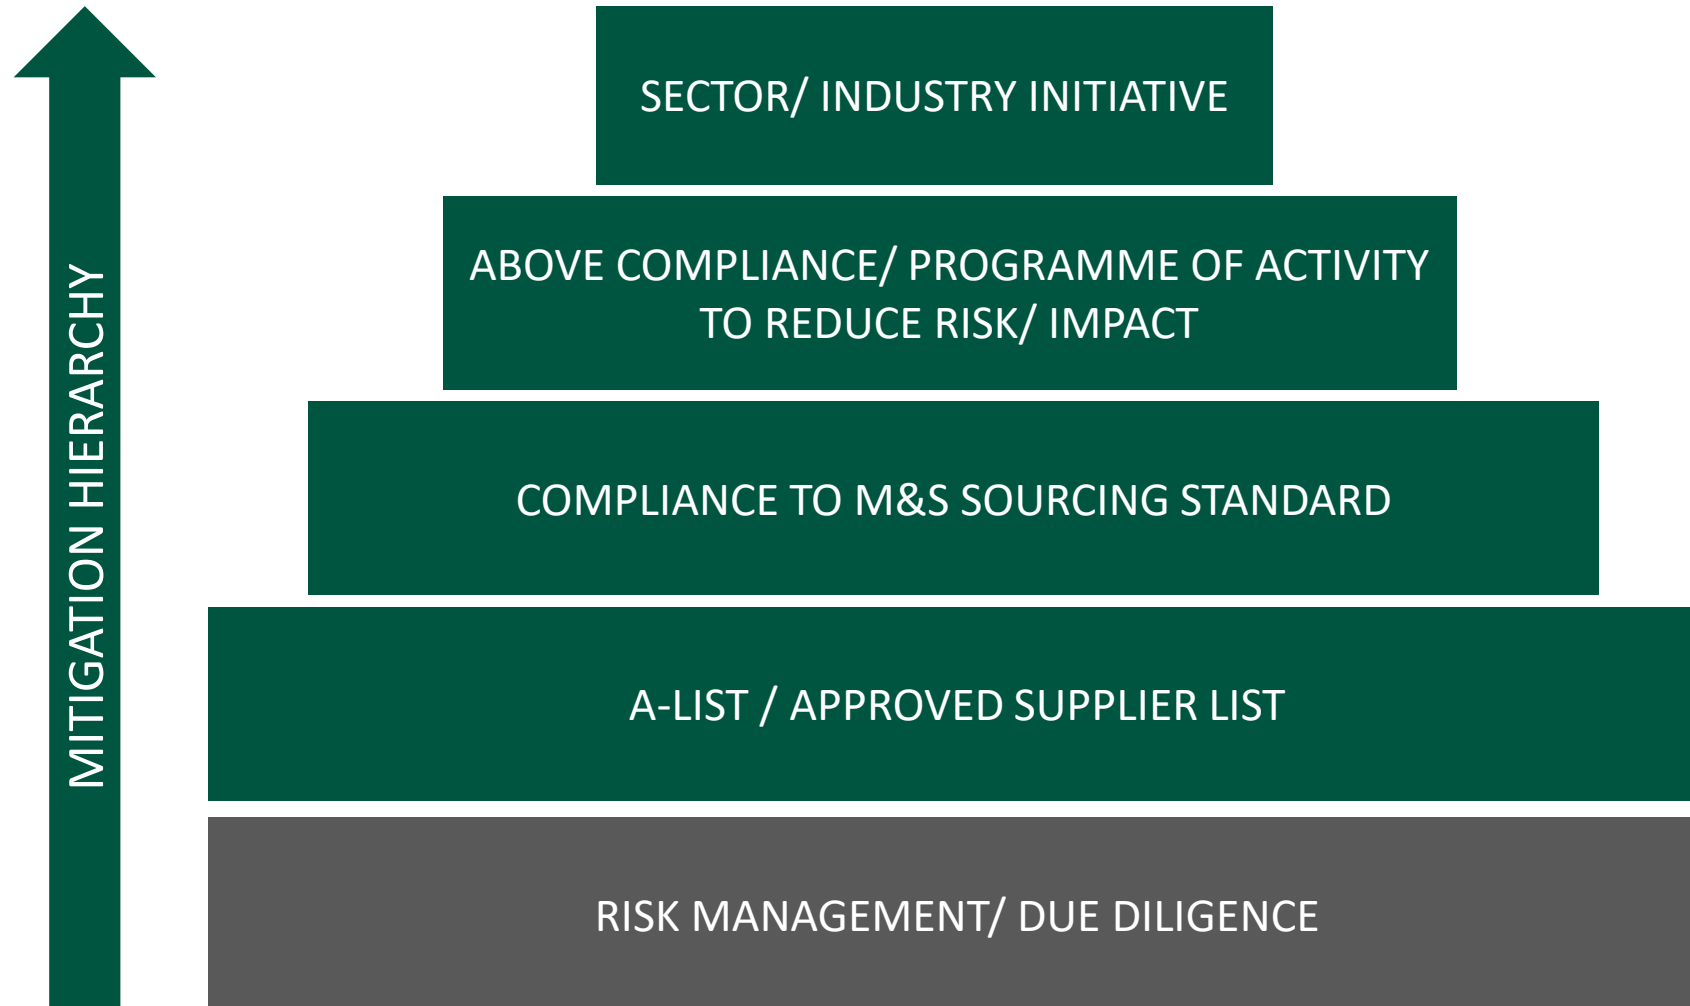 MITIGATION HIERARCHY
SECTOR/ INDUSTRY INITIATIVE
ABOVE COMPLIANCE/ PROGRAMME OF ACTIVITY
TO REDUCE RISK/ IMPACT
COMPLIANCE TO M&S SOURCING STANDARD
A-LIST / APPROVED SUPPLIER LIST
RISK MANAGEMENT/ DUE DILIGENCE